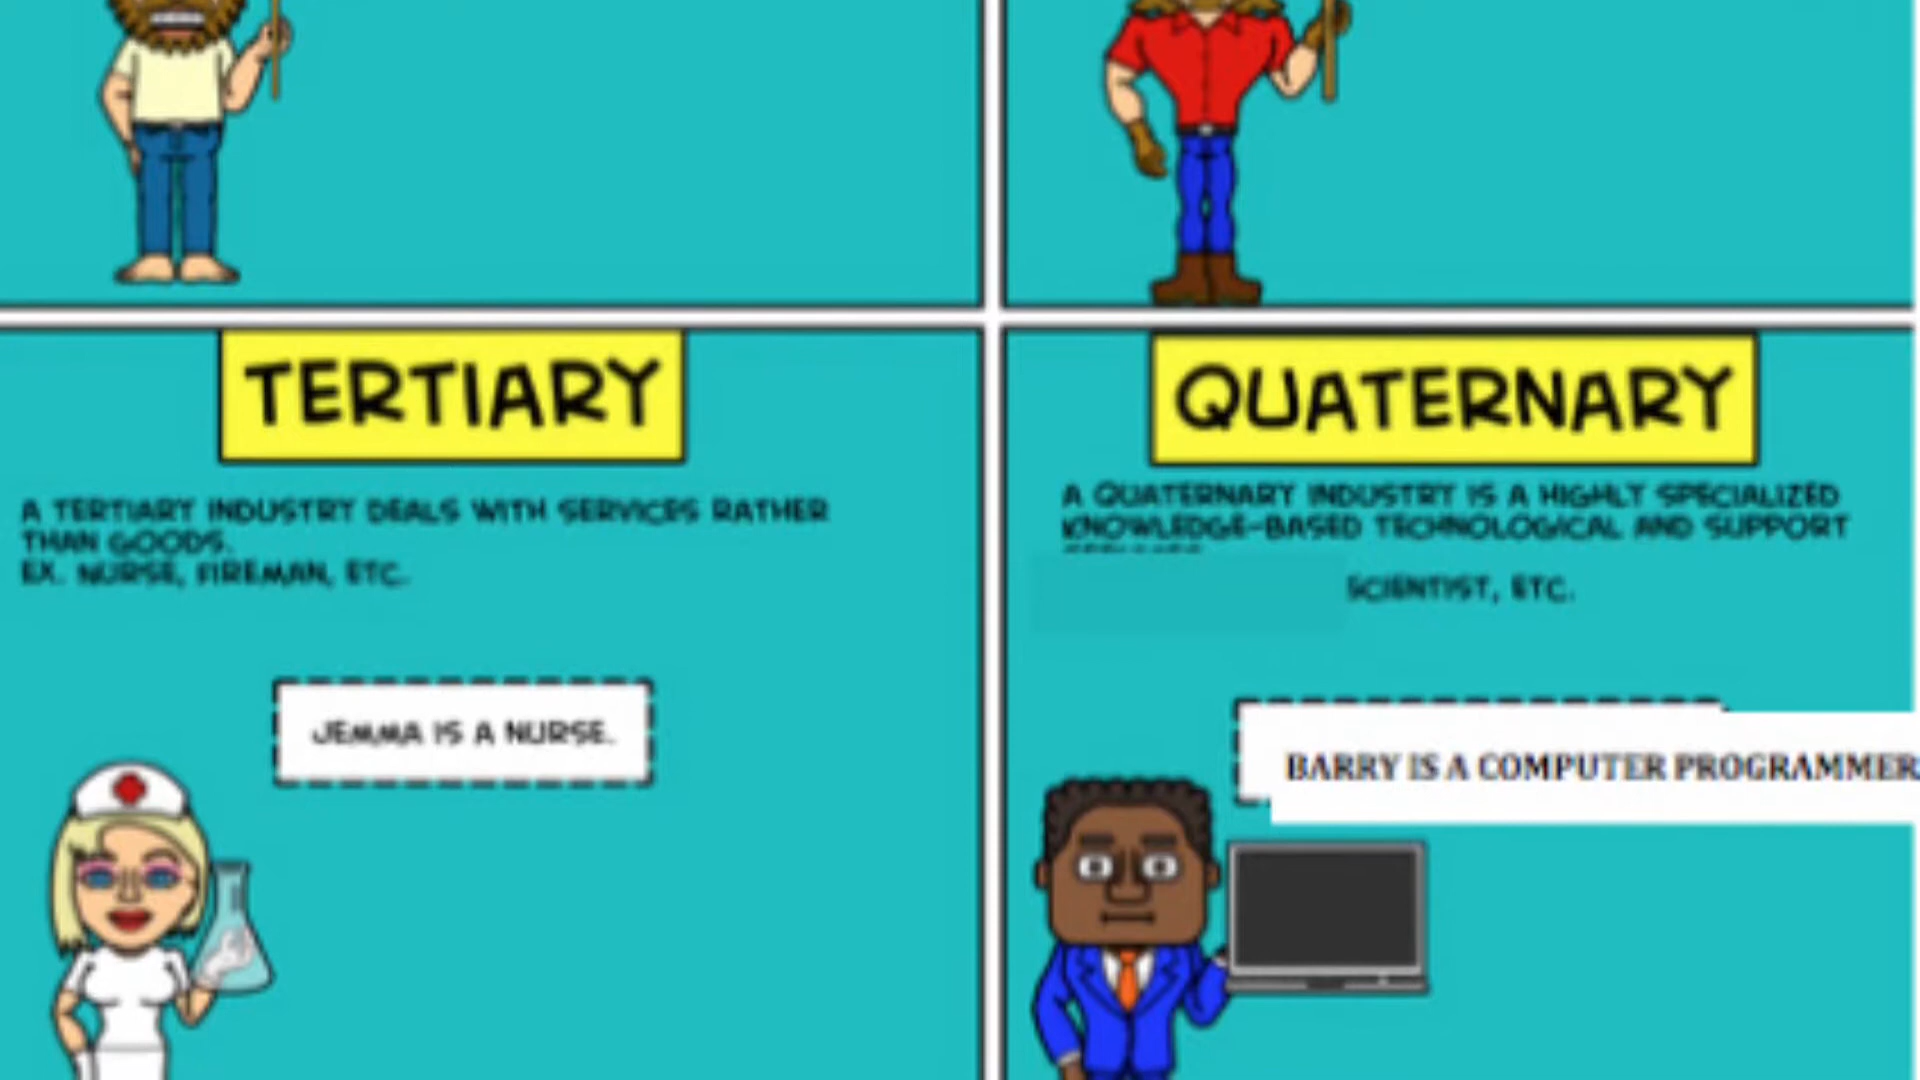 TERTIARY
A TERTIARY INDUSTRY DEALS WITH SERVICES RATHER
THAN GOODS.
EX. NURSE, FIREMAN, ETC.
JEMMA IS A NURSE.
QUATERNARY
A QUATERNARY INDUSTRY IS A HIGHLY SPECIALIZED
KNOWLEDGE-BASED TECHNOLOGICAL AND SUPPORT
SCIENTIST, ETC.
BARRY IS A COMPUTER PROGRAMMER